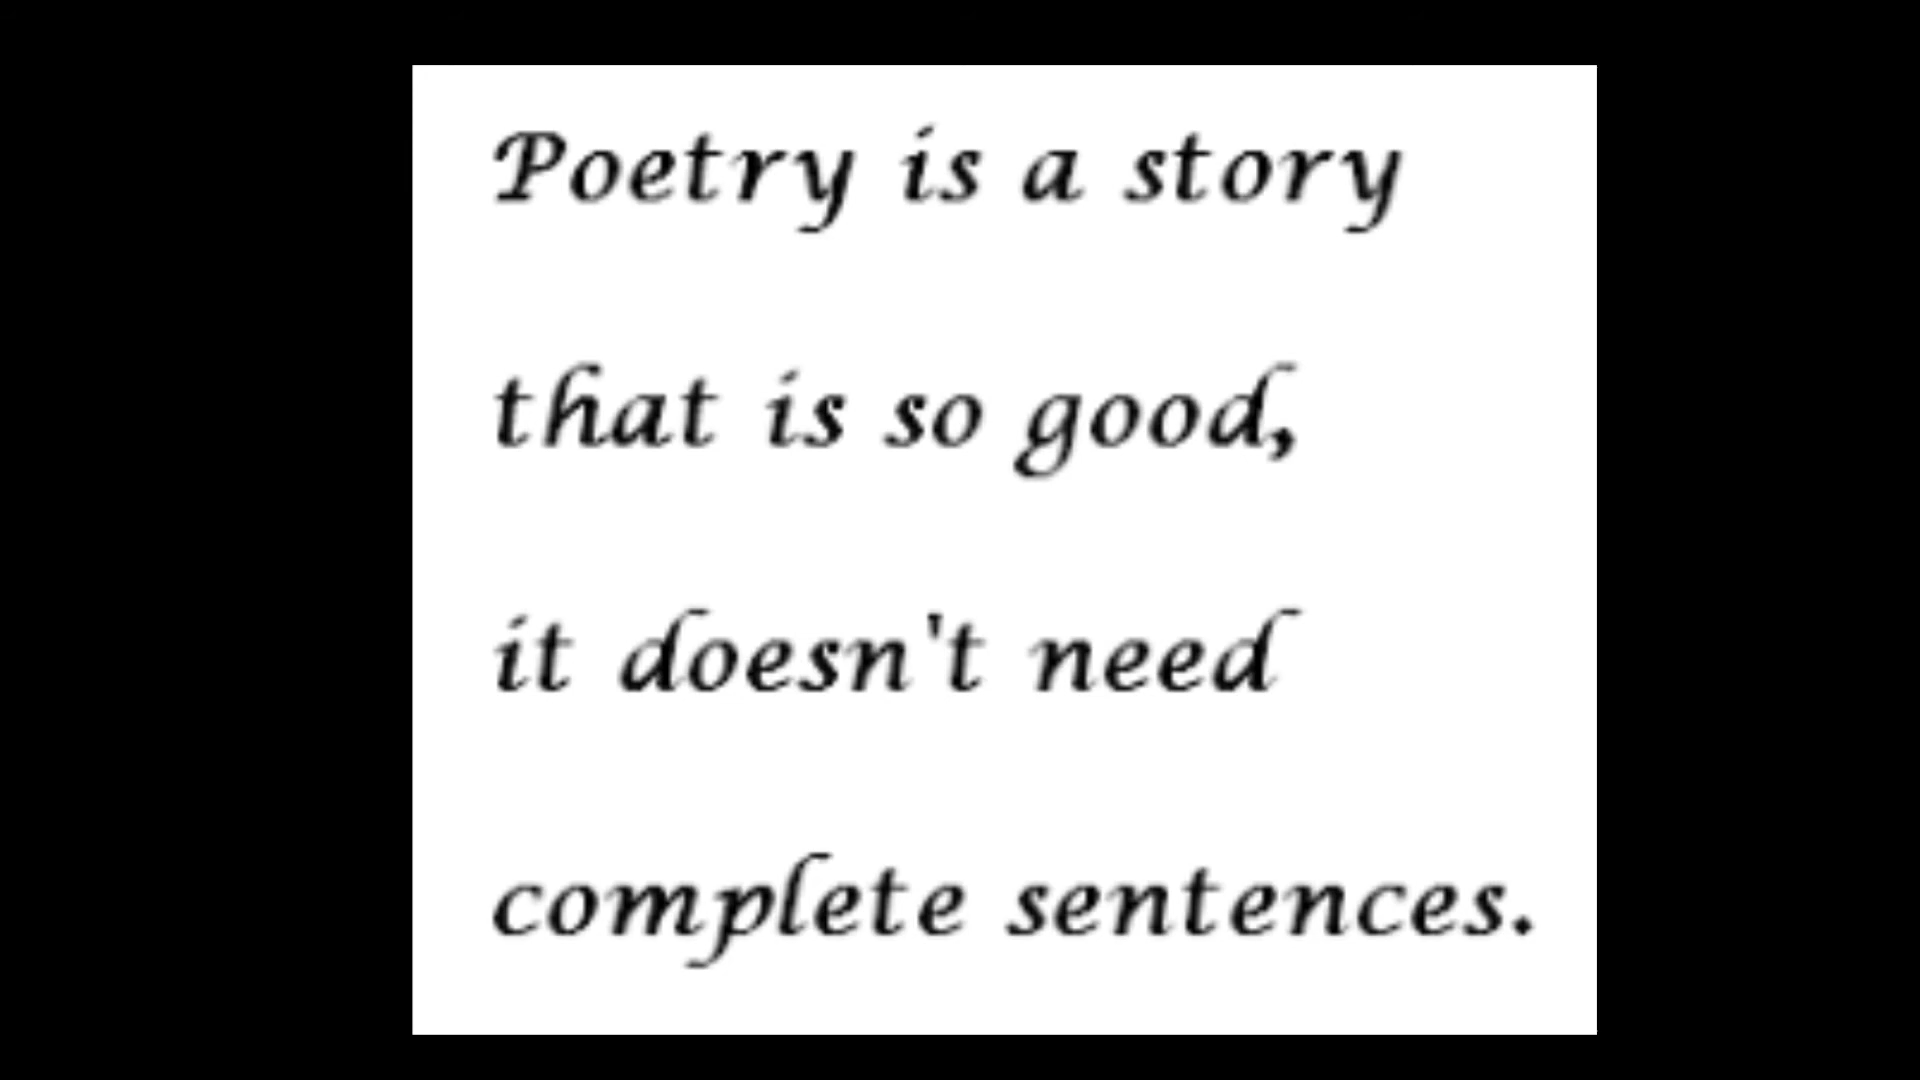 Poetry is a story
that is so good,
it doesn't need
complete sentences.